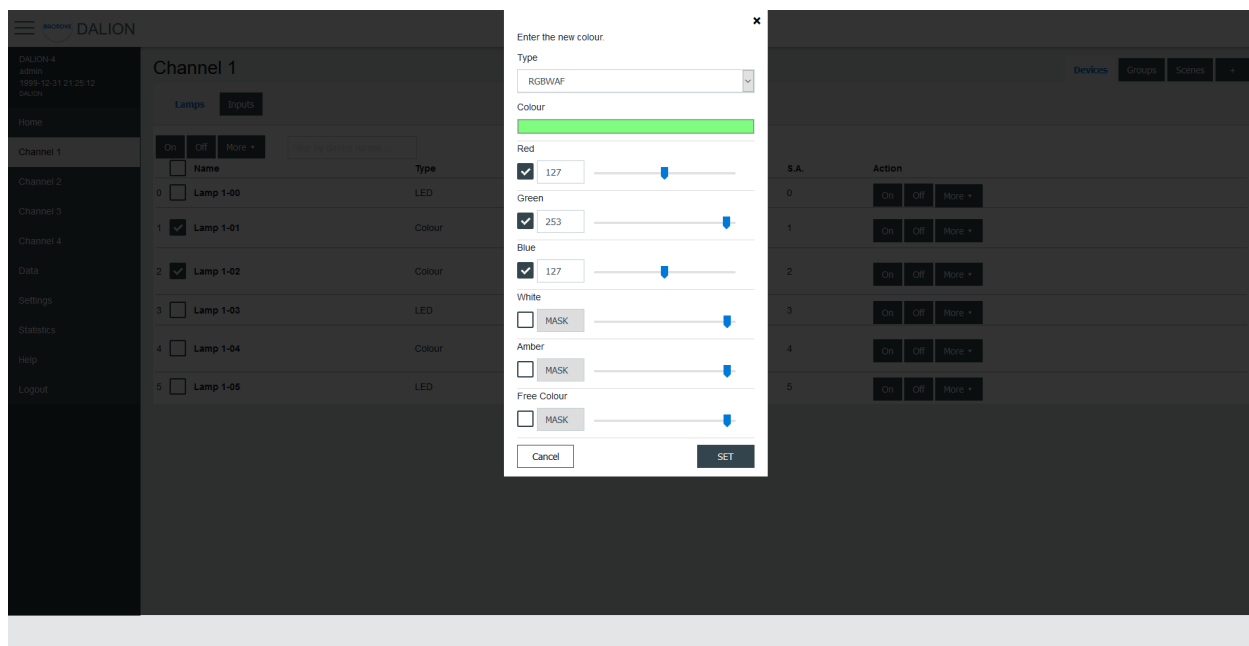 DALION
DALION-4
admin
1999-12-31 21:25:12
DALION
Home
Channel 1
Channel 2
Channel 3
Channel 4
Data
Settings
Statistics
Help
Logout
Channel 1
Devices Groups Scenes +
Lamps Inputs
On Off More
Name Type S.A. Action
0 Lamp 1-00 LED 0 On Off More
1 Lamp 1-01 Colour 1 On Off More
2 Lamp 1-02 Colour 2 On Off More
3 Lamp 1-03 LED 3 On Off More
4 Lamp 1-04 Colour 4 On Off More
5 Lamp 1-05 LED 5 On Off More
×
Enter the new colour.
Type
RGBWAF
Colour
Red
127
Green
253
Blue
127
White
MASK
Amber
MASK
Free Colour
MASK
Cancel SET